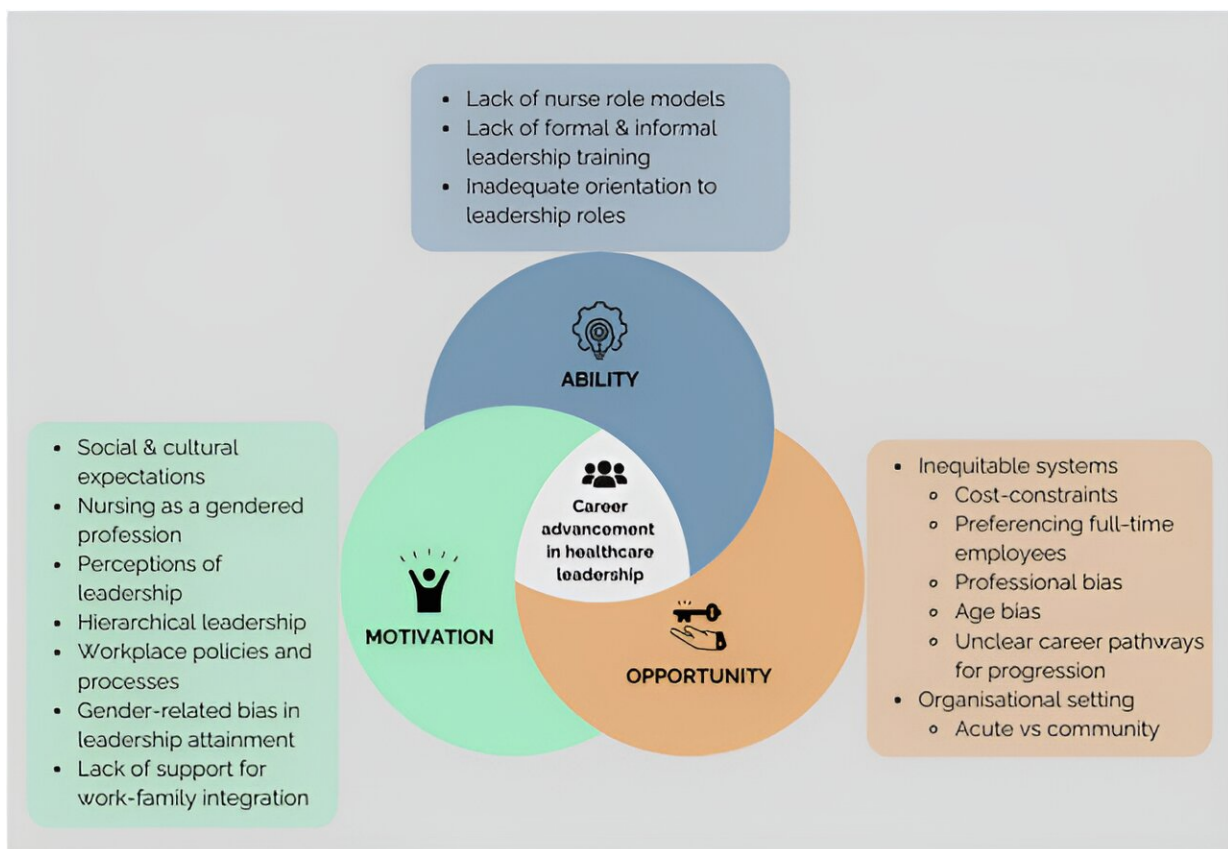 • Lack of nurse role models
• Lack of formal & informal
leadership training
• Inadequate orientation to
leadership roles
ABILITY
• Social & cultural
expectations
• Nursing as a gendered
profession
• Perceptions of
leadership
• Hierarchical leadership
• Workplace policies and
processes
• Gender-related bias in
leadership attainment
• Lack of support for
work-family integration
MOTIVATION
Career
advancement
in healthcare
leadership
OPPORTUNITY
• Inequitable systems
○ Cost-constraints
○ Preferencing full-time
employees
○ Professional bias
○ Age bias
○ Unclear career pathways
for progression
• Organisational setting
○ Acute vs community